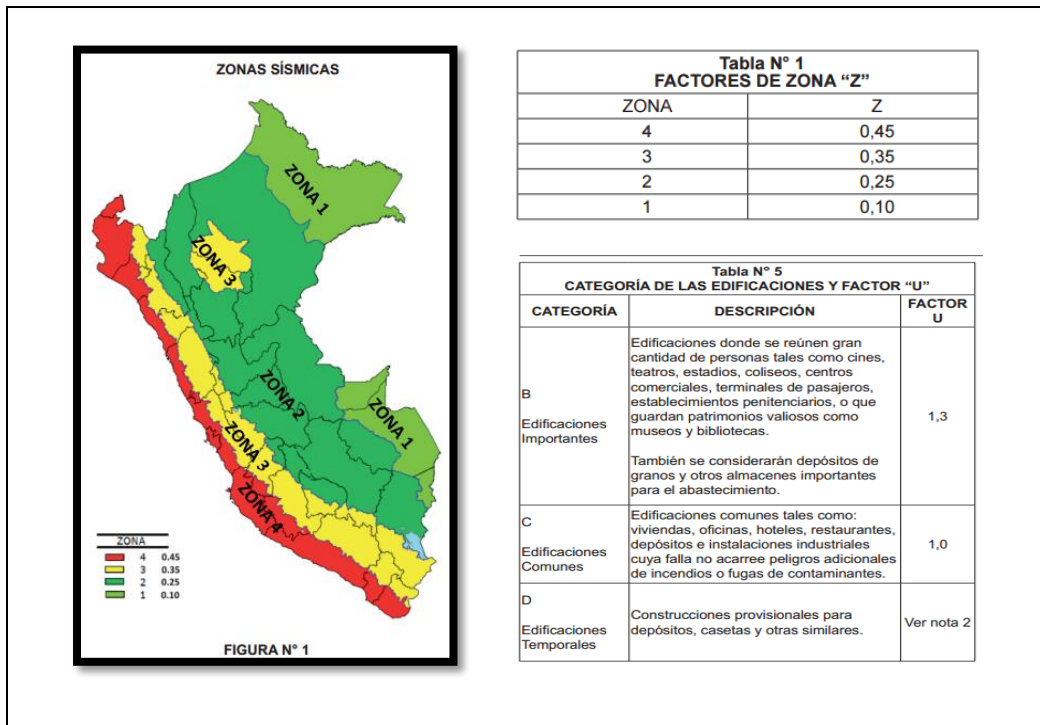 ZONAS SÍSMICAS
ZONA 1
ZONA 3
ZONA 2
ZONA 1
ZONA 3
ZONA 4
ZONA
4 0.45
3 0.35
2 0.25
1 0.10
FIGURA N° 1
Tabla N° 1
FACTORES DE ZONA “Z”
ZONA Z
4 0,45
3 0,35
2 0,25
1 0,10
Tabla N° 5
CATEGORÍA DE LAS EDIFICACIONES Y FACTOR “U”
CATEGORÍA DESCRIPCIÓN FACTOR
U
B
Edificaciones
Importantes
Edificaciones donde se reúnen gran
cantidad de personas tales como cines,
teatros, estadios, coliseos, centros
comerciales, terminales de pasajeros,
establecimientos penitenciarios, o que
guardan patrimonios valiosos como
museos y bibliotecas.
También se considerarán depósitos de
granos y otros almacenes importantes
para el abastecimiento.
1,3
C
Edificaciones
Comunes
Edificaciones comunes tales como:
viviendas, oficinas, hoteles, restaurantes,
depósitos e instalaciones industriales
cuya falla no acarree peligros adicionales
de incendios o fugas de contaminantes.
1,0
D
Edificaciones
Temporales
Construcciones provisionales para
depósitos, casetas y otras similares.
Ver nota 2